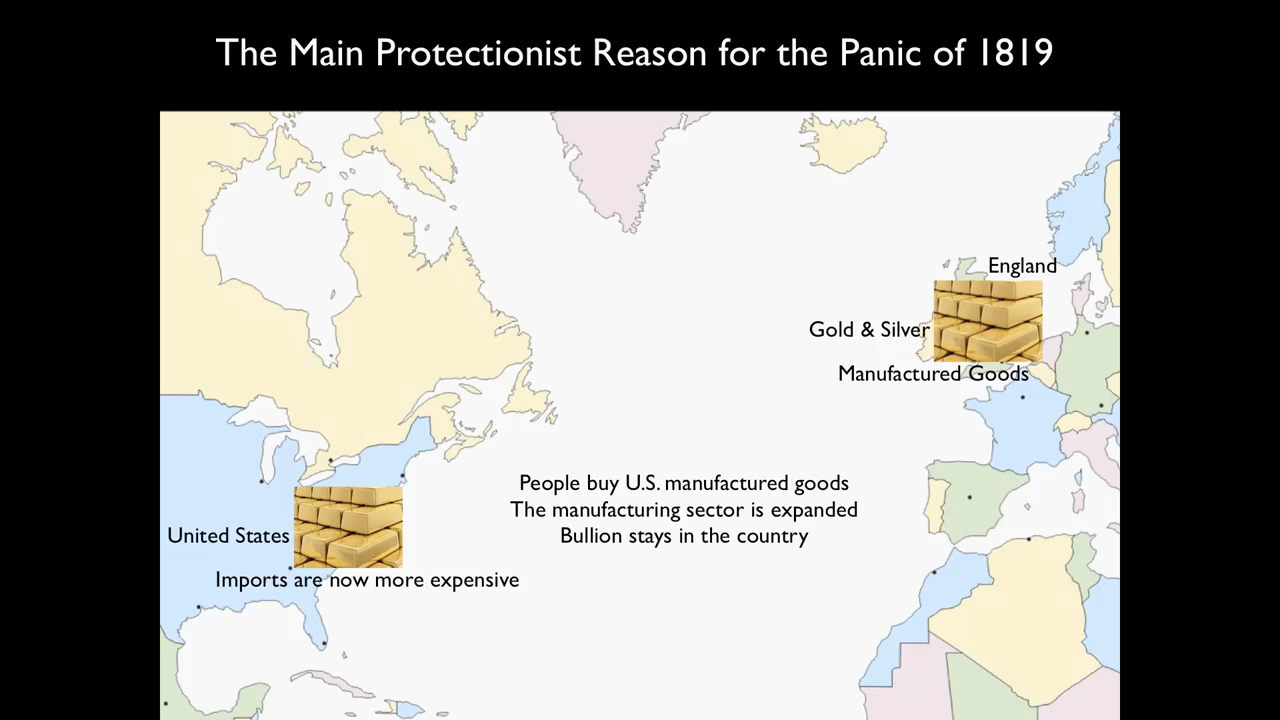 The Main Protectionist Reason for the Panic of 1819
England
Gold & Silver
Manufactured Goods
People buy U.S. manufactured goods
The manufacturing sector is expanded
Bullion stays in the country
United States
Imports are now more expensive